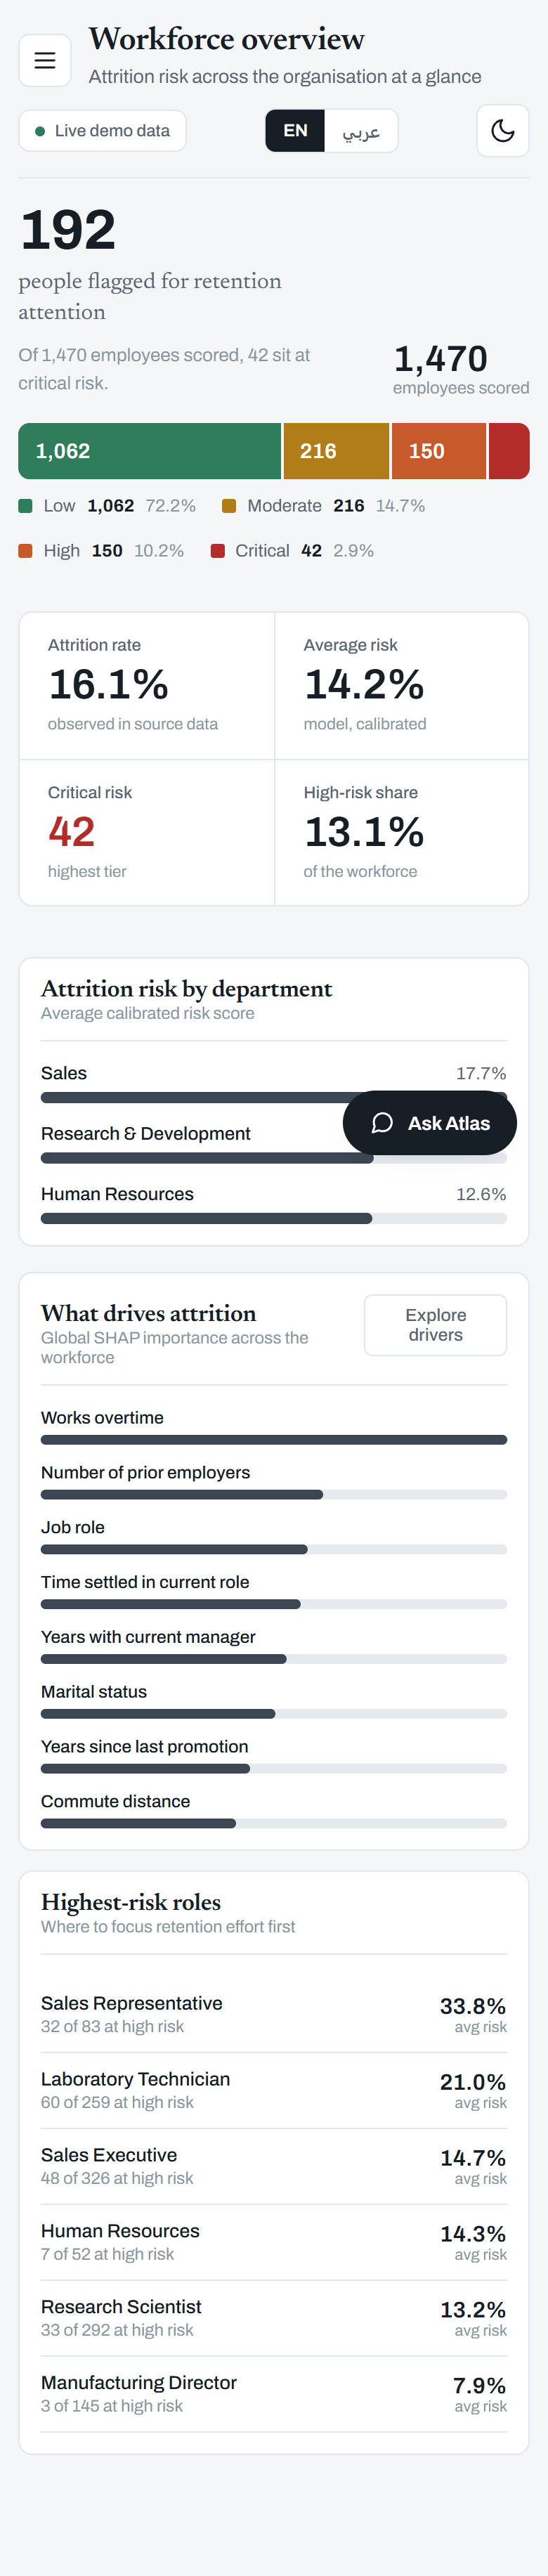 Workforce overview
Attrition risk across the organisation at a glance
Live demo data
EN
عربي
192
people flagged for retention
attention
Of 1,470 employees scored, 42 sit at
critical risk.
1,470
employees scored
1,062
216
150
Low 1,062 72.2%
Moderate 216 14.7%
High 150 10.2%
Critical 42 2.9%
Attrition rate
16.1%
observed in source data
Average risk
14.2%
model, calibrated
Critical risk
42
highest tier
High-risk share
13.1%
of the workforce
Attrition risk by department
Average calibrated risk score
Sales 17.7%
Ask Atlas
Research & Development
Human Resources 12.6%
What drives attrition
Global SHAP importance across the
workforce
Explore
drivers
Works overtime
Number of prior employers
Job role
Time settled in current role
Years with current manager
Marital status
Years since last promotion
Commute distance
Highest-risk roles
Where to focus retention effort first
Sales Representative 33.8%
32 of 83 at high risk avg risk
Laboratory Technician 21.0%
60 of 259 at high risk avg risk
Sales Executive 14.7%
48 of 326 at high risk avg risk
Human Resources 14.3%
7 of 52 at high risk avg risk
Research Scientist 13.2%
33 of 292 at high risk avg risk
Manufacturing Director 7.9%
3 of 145 at high risk avg risk